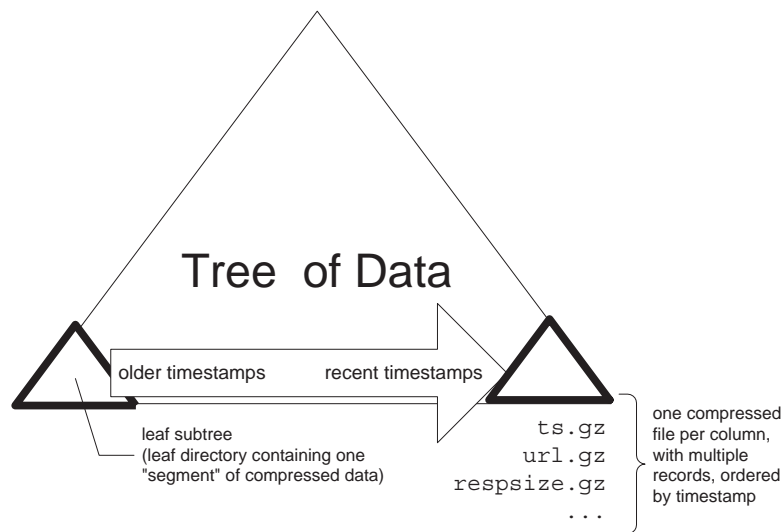 Tree of Data
older timestamps recent timestamps
leaf subtree
(leaf directory containing one
"segment" of compressed data)
ts.gz
url.gz
respsize.gz
...
one compressed
file per column,
with multiple
records, ordered
by timestamp